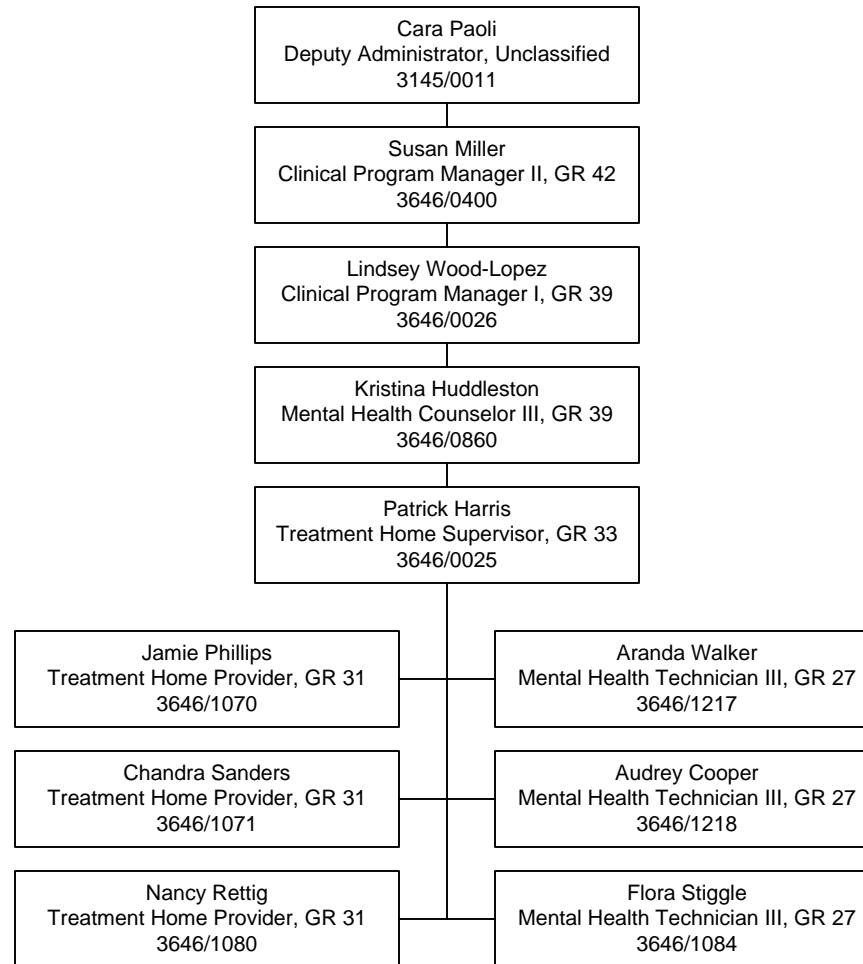 Cara Paoli
Deputy Administrator, Unclassified
3145/0011
Susan Miller
Clinical Program Manager II, GR 42
3646/0400
Lindsey Wood-Lopez
Clinical Program Manager I, GR 39
3646/0026
Kristina Huddleston
Mental Health Counselor III, GR 39
3646/0860
Patrick Harris
Treatment Home Supervisor, GR 33
3646/0025
Jamie Phillips
Treatment Home Provider, GR 31
3646/1070
Aranda Walker
Mental Health Technician III, GR 27
3646/1217
Chandra Sanders
Treatment Home Provider, GR 31
3646/1071
Audrey Cooper
Mental Health Technician III, GR 27
3646/1218
Nancy Rettig
Treatment Home Provider, GR 31
3646/1080
Flora Stiggle
Mental Health Technician III, GR 27
3646/1084